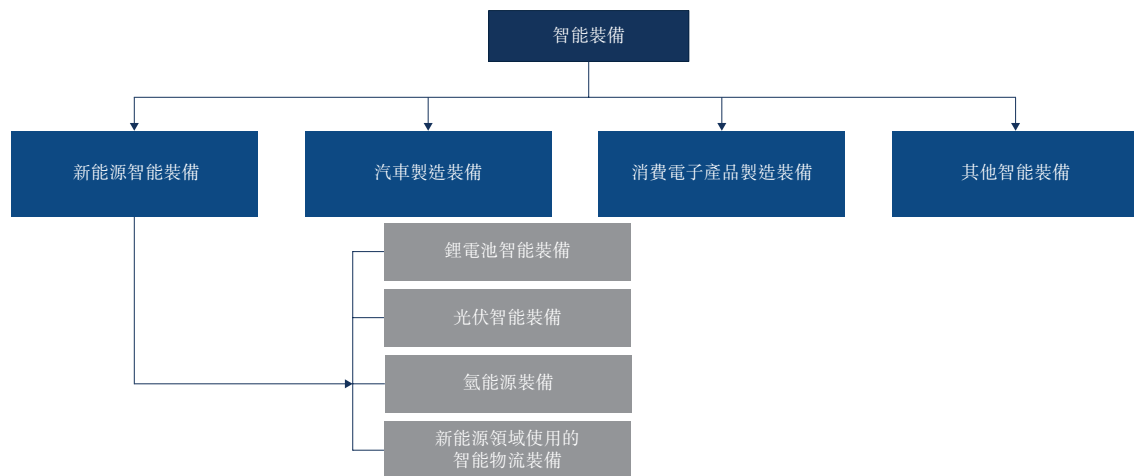 智能裝備
新能源智能裝備
汽車製造裝備
消費電子產品製造裝備
其他智能裝備
鋰電池智能裝備
光伏智能裝備
氫能源裝備
新能源領域使用的
智能物流裝備